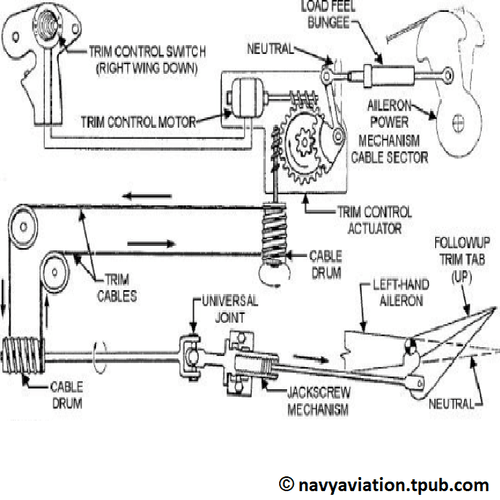 LOAD FEEL
BUNGEE
NEUTRAL
TRIM CONTROL SWITCH
(RIGHT WING DOWN)
TRIM CONTROL MOTOR
AILERON
POWER
MECHANISM
CABLE SECTOR
TRIM CONTROL
ACTUATOR
CABLE
DRUM
TRIM
CABLES
FOLLOWUP
TRIM TAB
(UP)
LEFT-HAND
AILERON
UNIVERSAL
JOINT
CABLE
DRUM
JACKSCREW
MECHANISM
NEUTRAL
© navyaviation.tpub.com